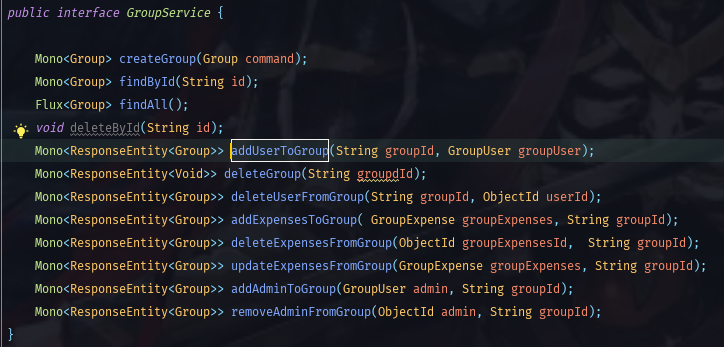 public interface GroupService {
Mono<Group> createGroup(Group command);
Mono<Group> findById(String id);
Flux<Group> findAll();
void deleteById(String id);
Mono<ResponseEntity<Group>> addUserToGroup(String groupId, GroupUser groupUser);
Mono<ResponseEntity<Void>> deleteGroup(String groupdId);
Mono<ResponseEntity<Group>> deleteUserFromGroup(String groupId, ObjectId userId);
Mono<ResponseEntity<Group>> addExpensesToGroup( GroupExpense groupExpenses, String groupId);
Mono<ResponseEntity<Group>> deleteExpensesFromGroup(ObjectId groupExpensesId,  String groupId);
Mono<ResponseEntity<Group>> updateExpensesFromGroup(GroupExpense groupExpenses, String groupId);
Mono<ResponseEntity<Group>> addAdminToGroup(GroupUser admin, String groupId);
Mono<ResponseEntity<Group>> removeAdminFromGroup(ObjectId admin, String groupId);
}